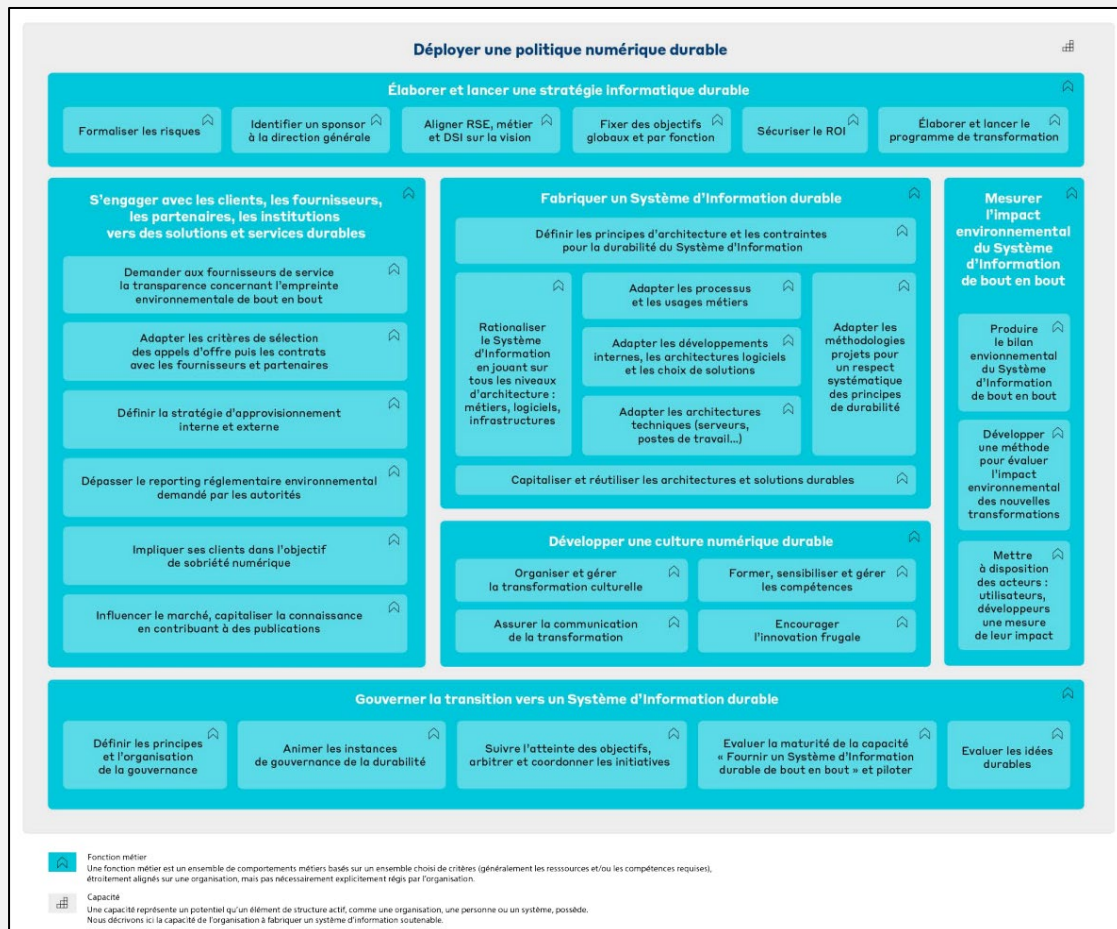 Déployer une politique numérique durable
Élaborer et lancer une stratégie informatique durable
Formaliser les risques
Identifier un sponsor
à la direction générale
Aligner RSE, métier
et DSI sur la vision
Fixer des objectifs
globaux et par fonction
Sécuriser le ROI
Élaborer et lancer le
programme de transformation
S'engager avec les clients, les fournisseurs,
les partenaires, les institutions
vers des solutions et services durables
Demander aux fournisseurs de service
la transparence concernant l'empreinte
environnementale de bout en bout
Adapter les critères de sélection
des appels d'offre puis les contrats
avec les fournisseurs et partenaires
Définir la stratégie d'approvisionnement
interne et externe
Dépasser le reporting réglementaire environnemental
demandé par les autorités
Impliquer ses clients dans l'objectif
de sobriété numérique
Influencer le marché, capitaliser la connaissance
en contribuant à des publications
Fabriquer un Système d'Information durable
Définir les principes d'architecture et les contraintes
pour la durabilité du Système d'Information
Rationaliser
le Système
d'Information
en jouant sur
tous les niveaux
d'architecture :
métiers, logiciels,
infrastructures
Adapter les processus
et les usages métiers
Adapter les développements
internes, les architectures logiciels
et les choix de solutions
Adapter les architectures
techniques (serveurs,
postes de travail...)
Adapter les
méthodologies
projets pour
un respect
systématique
des principes
de durabilité
Capitaliser et réutiliser les architectures et solutions durables
Développer une culture numérique durable
Organiser et gérer
la transformation culturelle
Former, sensibiliser et gérer
les compétences
Assurer la communication
de la transformation
Encourager
l'innovation frugale
Mesurer
l'impact
environnemental
du Système
d'Information
de bout en bout
Produire
le bilan
envionnemental
du Système
d'Information
de bout en bout
Développer
une méthode
pour évaluer
l'impact
environnemental
des nouvelles
transformations
Mettre
à disposition
des acteurs :
utilisateurs,
développeurs
une mesure
de leur impact
Gouverner la transition vers un Système d'Information durable
Définir les principes
et l'organisation
de la gouvernance
Animer les instances
de gouvernance de la durabilité
Suivre l'atteinte des objectifs,
arbitrer et coordonner les initiatives
Evaluer la maturité de la capacité
« Fournir un Système d'Information
durable de bout en bout » et piloter
Evaluer les idées
durables
Fonction métier
Une fonction métier est un ensemble de comportements métiers basés sur un ensemble choisi de critères (généralement les resssources et/ou les compétences requises),
étroitement alignés sur une organisation, mais pas nécessairement explicitement régis par l'organisation.
Capacité
Une capacité représente un potentiel qu'un élément de structure actif, comme une organisation, une personne ou un système, possède.
Nous décrivons ici la capacité de l'organisation à fabriquer un système d'information soutenable.